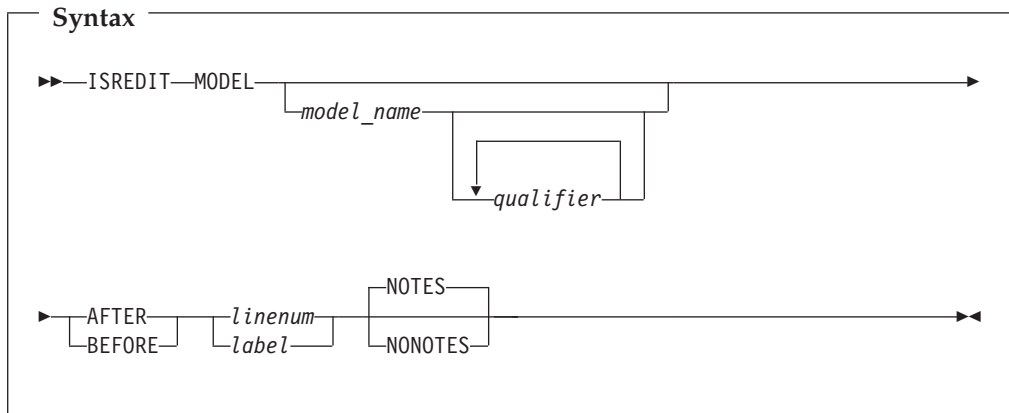 Syntax
ISREDIT MODEL
model_name
qualifier
NOTES
AFTER linenum
BEFORE label NONOTES